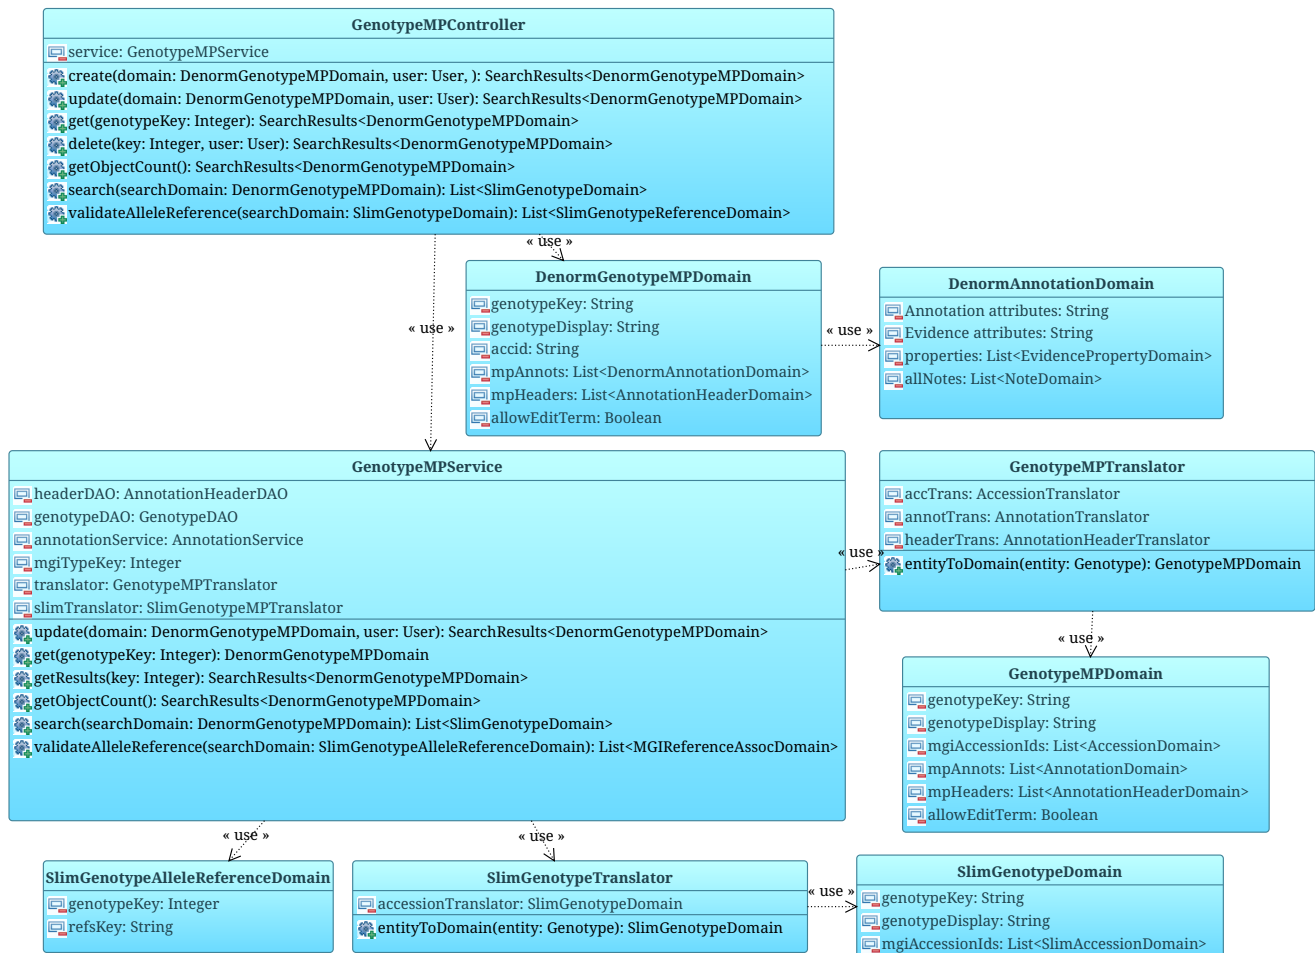 GenotypeMPController
service: GenotypeMPService
create(domain: DenormGenotypeMPDomain, user: User, ): SearchResults<DenormGenotypeMPDomain>
update(domain: DenormGenotypeMPDomain, user: User): SearchResults<DenormGenotypeMPDomain>
get(genotypeKey: Integer): SearchResults<DenormGenotypeMPDomain>
delete(key: Integer, user: User): SearchResults<DenormGenotypeMPDomain>
getObjectCount(): SearchResults<DenormGenotypeMPDomain>
search(searchDomain: DenormGenotypeMPDomain): List<SlimGenotypeDomain>
validateAlleleReference(searchDomain: SlimGenotypeDomain): List<SlimGenotypeReferenceDomain>
« use »
« use »
DenormGenotypeMPDomain
genotypeKey: String
genotypeDisplay: String
accid: String
mpAnnots: List<DenormAnnotationDomain>
mpHeaders: List<AnnotationHeaderDomain>
allowEditTerm: Boolean
« use »
DenormAnnotationDomain
Annotation attributes: String
Evidence attributes: String
properties: List<EvidencePropertyDomain>
allNotes: List<NoteDomain>
GenotypeMPService
headerDAO: AnnotationHeaderDAO
genotypeDAO: GenotypeDAO
annotationService: AnnotationService
mgiTypeKey: Integer
translator: GenotypeMPTranslator
slimTranslator: SlimGenotypeMPTranslator
update(domain: DenormGenotypeMPDomain, user: User): SearchResults<DenormGenotypeMPDomain>
get(genotypeKey: Integer): DenormGenotypeMPDomain
getResults(key: Integer): SearchResults<DenormGenotypeMPDomain>
getObjectCount(): SearchResults<DenormGenotypeMPDomain>
search(searchDomain: DenormGenotypeMPDomain): List<SlimGenotypeDomain>
validateAlleleReference(searchDomain: SlimGenotypeAlleleReferenceDomain): List<MGIReferenceAssocDomain>
« use »
GenotypeMPTranslator
accTrans: AccessionTranslator
annotTrans: AnnotationTranslator
headerTrans: AnnotationHeaderTranslator
entityToDomain(entity: Genotype): GenotypeMPDomain
« use »
GenotypeMPDomain
genotypeKey: String
genotypeDisplay: String
mgiAccessionIds: List<AccessionDomain>
mpAnnots: List<AnnotationDomain>
mpHeaders: List<AnnotationHeaderDomain>
allowEditTerm: Boolean
« use »
« use »
SlimGenotypeAlleleReferenceDomain
genotypeKey: Integer
refsKey: String
SlimGenotypeTranslator
accessionTranslator: SlimGenotypeDomain
entityToDomain(entity: Genotype): SlimGenotypeDomain
« use »
SlimGenotypeDomain
genotypeKey: String
genotypeDisplay: String
mgiAccessionIds: List<SlimAccessionDomain>